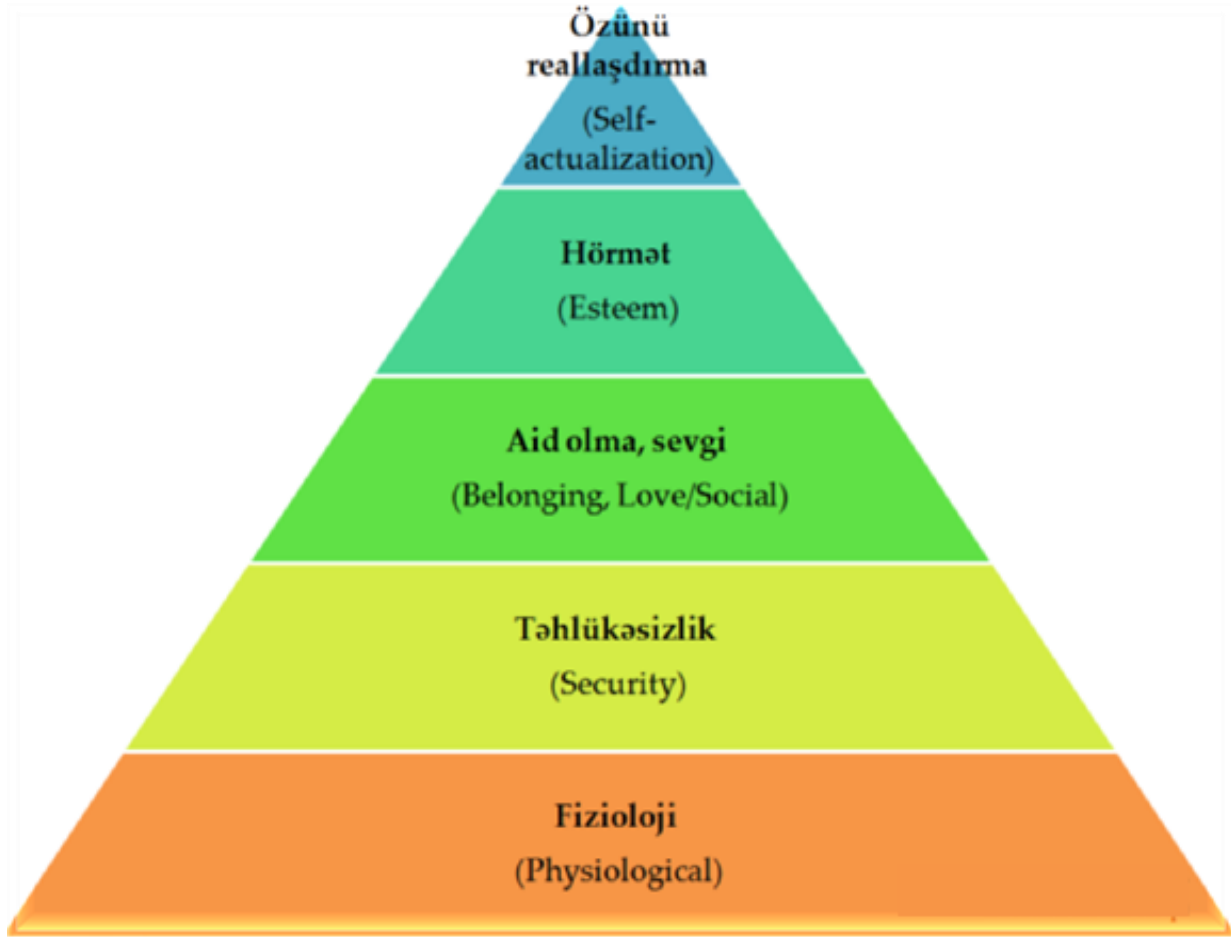 Özünü
reallaşdırma
(Self-
actualization)
Hörmət
(Esteem)
Aid olma, sevgi
(Belonging, Love/Social)
Təhlükəsizlik
(Security)
Fizioloji
(Physiological)